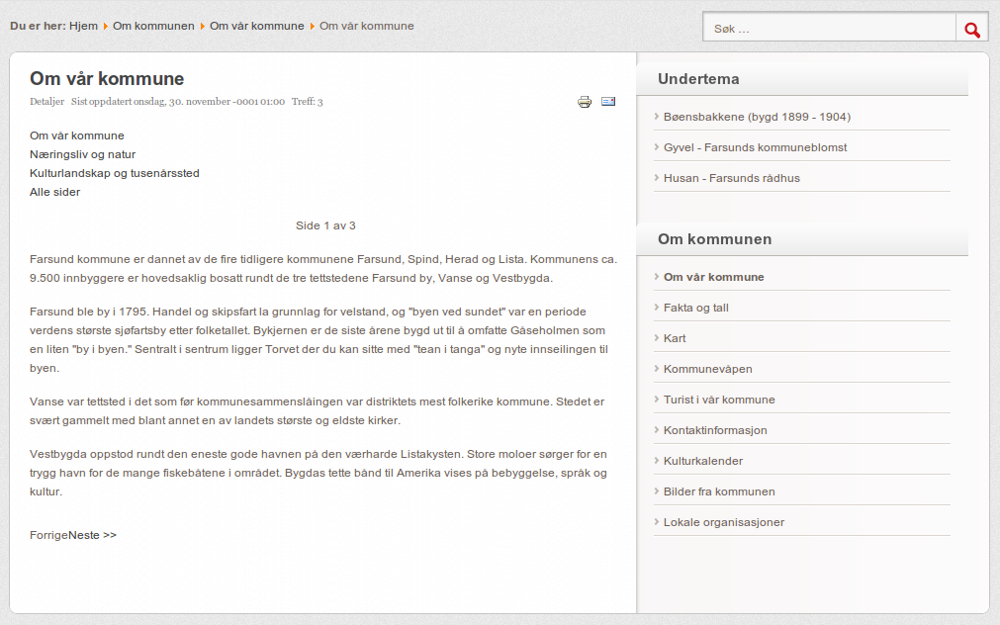 Du er her: Hjem Om kommunen Om vår kommune Om vår kommune
Søk ...
Om vår kommune
Detaljer Sist oppdatert onsdag, 30. november -0001 01:00 Treff: 3
Om vår kommune
Næringsliv og natur
Kulturlandskap og tusenårssted
Alle sider
Side 1 av 3
Farsund kommune er dannet av de fire tidligere kommunene Farsund, Spind, Herad og Lista. Kommunens ca.
9.500 innbyggere er hovedsaklig bosatt rundt de tre tettstedene Farsund by, Vanse og Vestbygda.
Farsund ble by i 1795. Handel og skipsfart la grunnlag for velstand, og "byen ved sundet" var en periode
verdens største sjøfartsby etter folketallet. Bykjernen er de siste årene bygd ut til å omfatte Gåseholmen som
en liten "by i byen." Sentralt i sentrum ligger Torvet der du kan sitte med "tean i tanga" og nyte innseilingen til
byen.
Vanse var tettsted i det som før kommunesammenslåingen var distriktets mest folkerike kommune. Stedet er
svært gammelt med blant annet en av landets største og eldste kirker.
Vestbygda oppstod rundt den eneste gode havnen på den værharde Listakysten. Store moloer sørger for en
trygg havn for de mange fiskebåtene i området. Bygdas tette bånd til Amerika vises på bebyggelse, språk og
kultur.
ForrigeNeste >>
Undertema
Bøensbakkene (bygd 1899 - 1904)
Gyvel - Farsunds kommuneblomst
Husan - Farsunds rådhus
Om kommunen
Om vår kommune
Fakta og tall
Kart
Kommunevåpen
Turist i vår kommune
Kontaktinformasjon
Kulturkalender
Bilder fra kommunen
Lokale organisasjoner